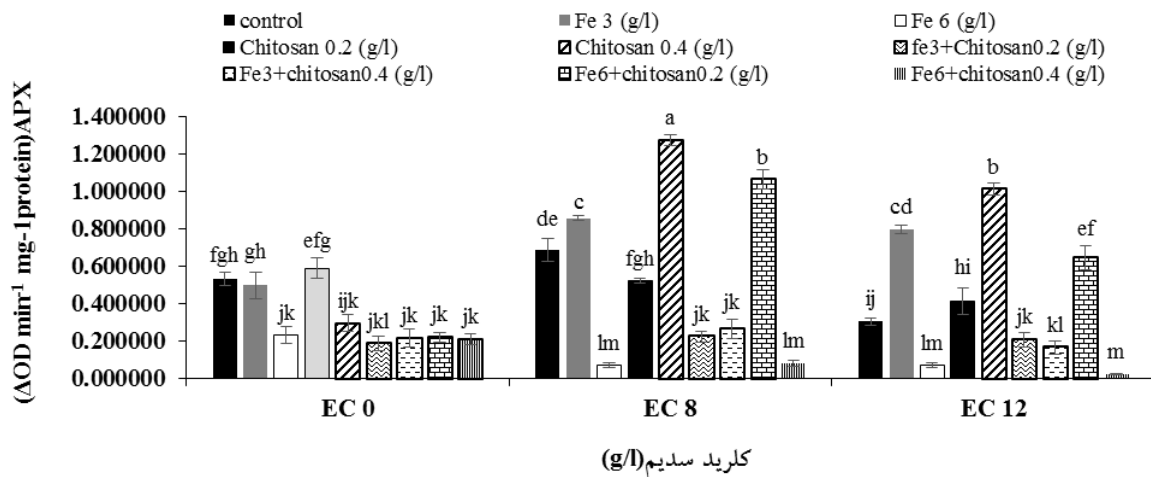 control Fe 3 (g/l) Fe 6 (g/l)
Chitosan 0.2 (g/l) Chitosan 0.4 (g/l) fe3+Chitosan0.2 (g/l)
Fe3+chitosan0.4 (g/l) Fe6+chitosan0.2 (g/l) Fe6+chitosan0.4 (g/l)
(ΔOD min⁻¹ mg-1protein)APX
1.400000
1.200000
1.000000
0.800000
0.600000
0.400000
0.200000
0.000000
fgh gh jk efg ijk jkl jk jk jk
de c lm fgh a jk jk b lm
ij cd lm hi b jk kl ef m
EC 0 EC 8 EC 12
کلرید سدیم(g/l)